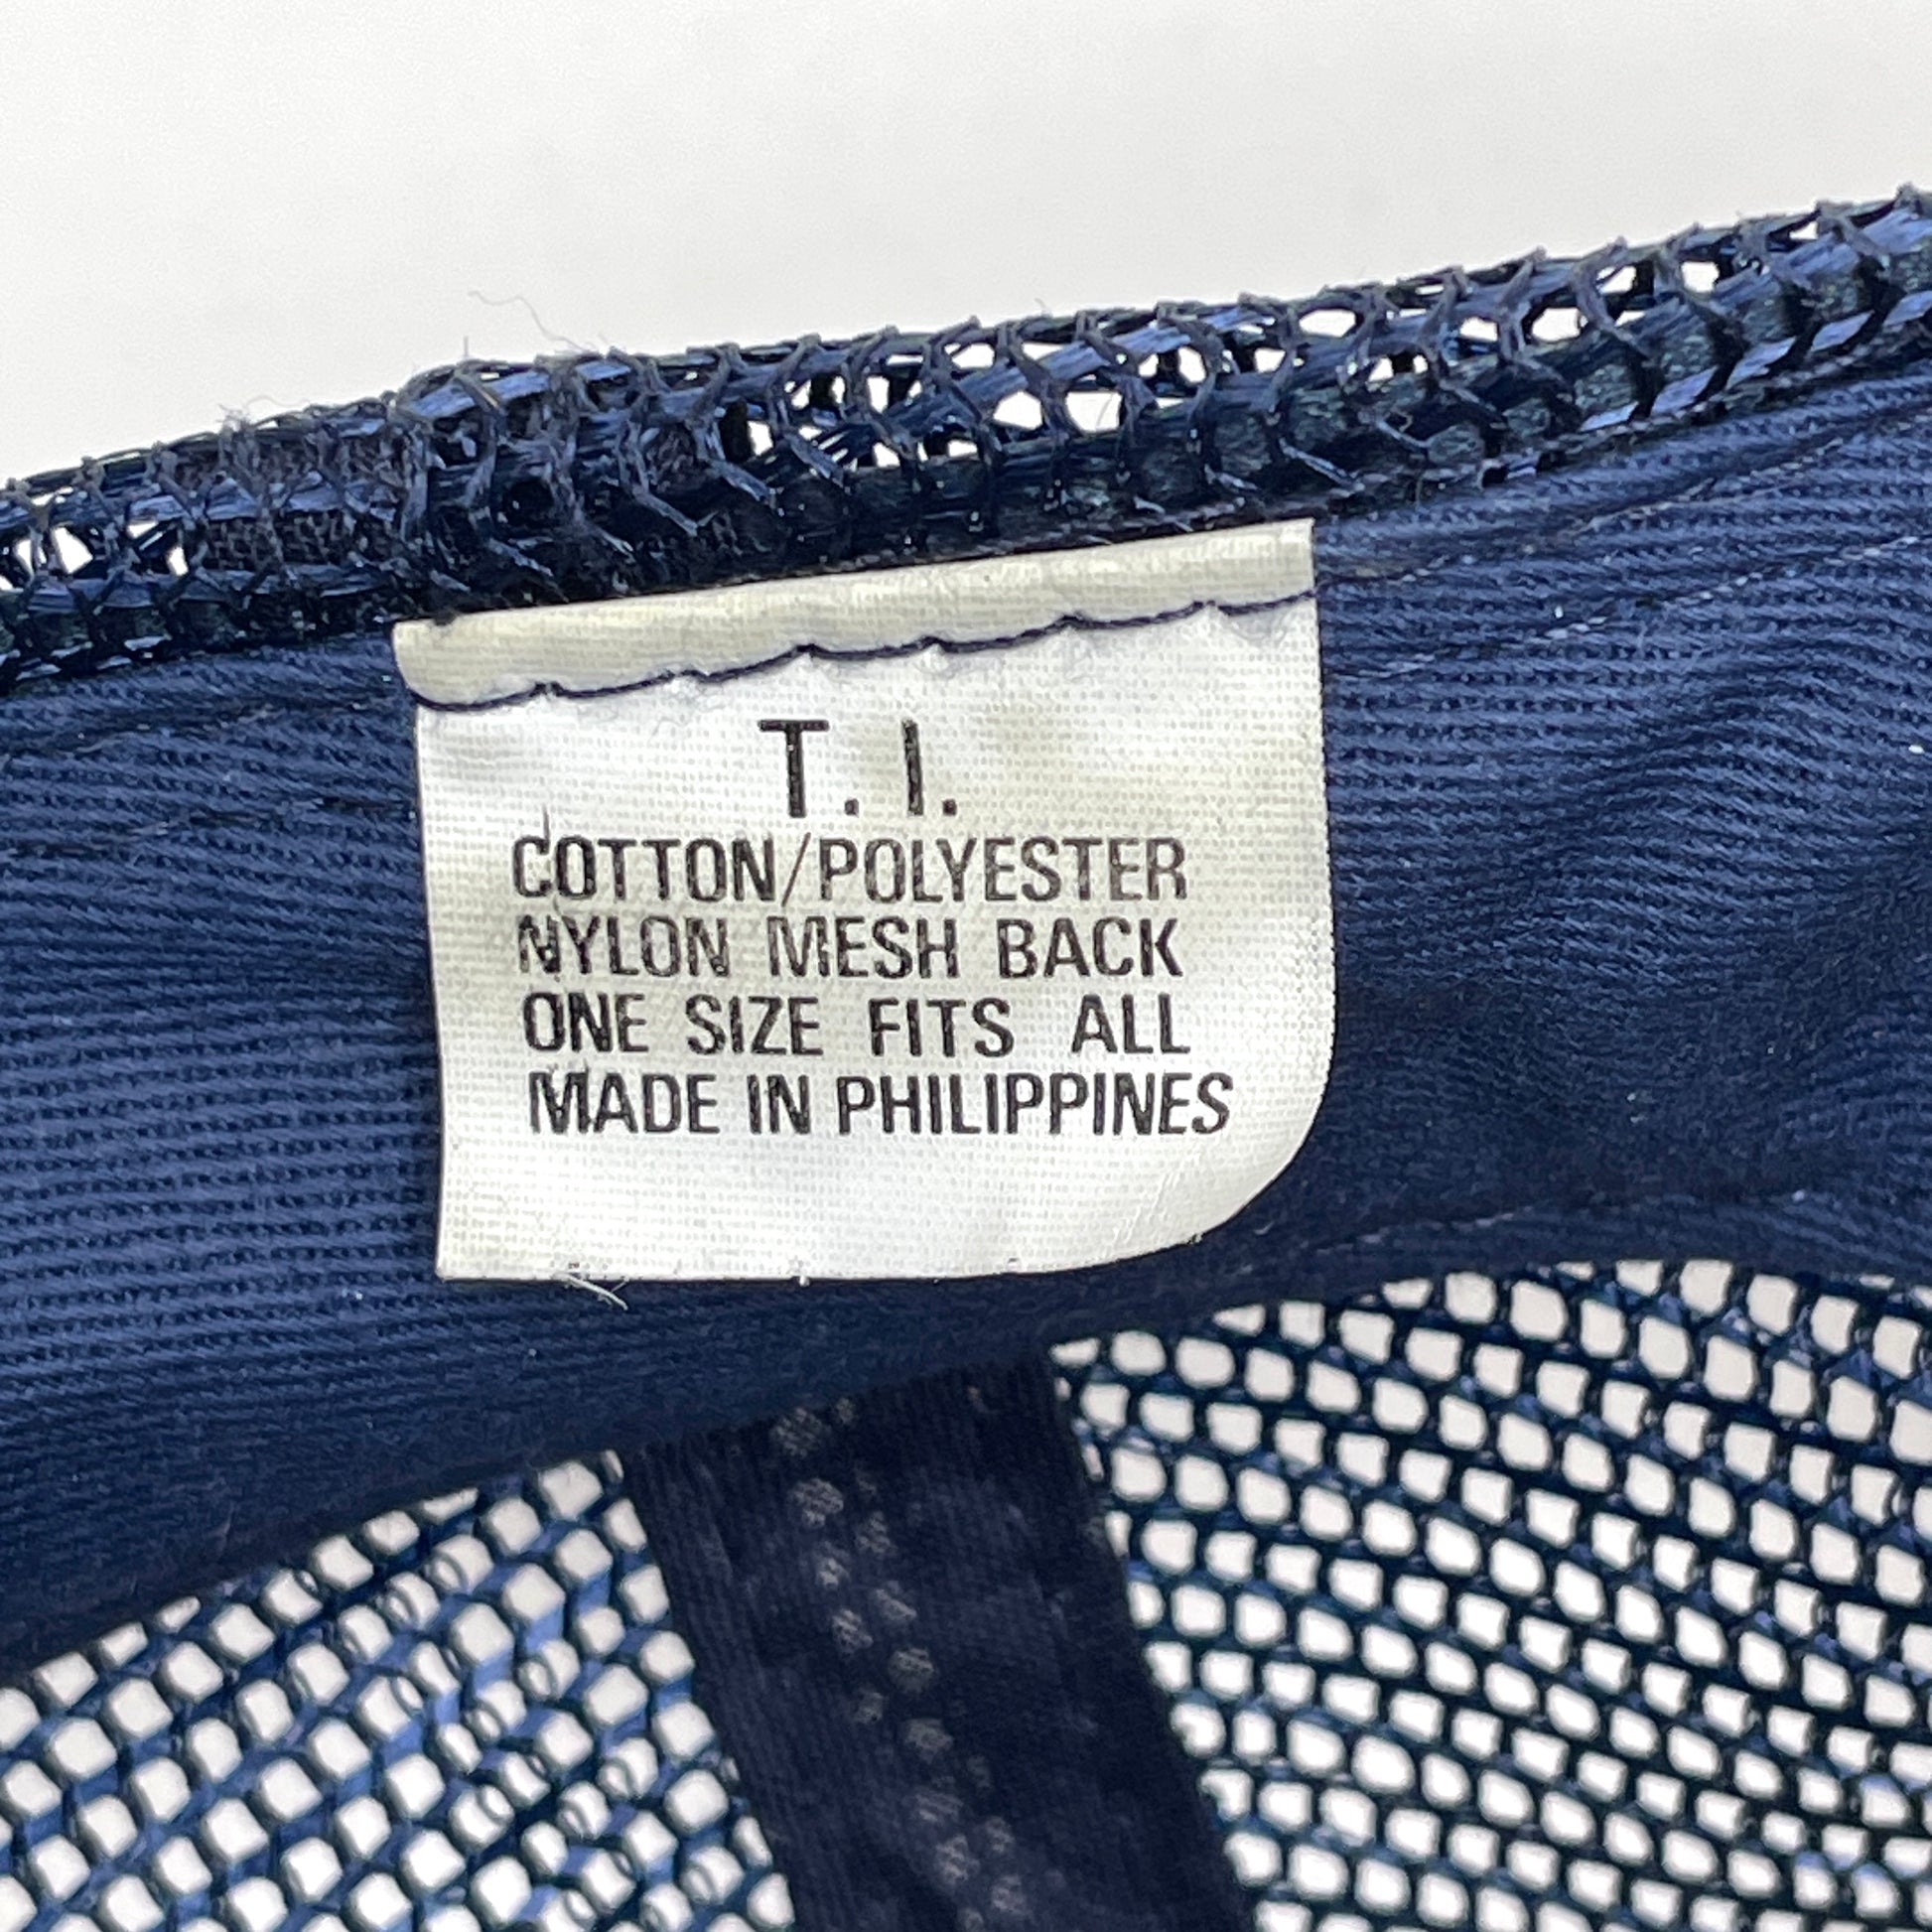 T. I.
COTTON/POLYESTER
NYLON MESH BACK
ONE SIZE FITS ALL
MADE IN PHILIPPINES